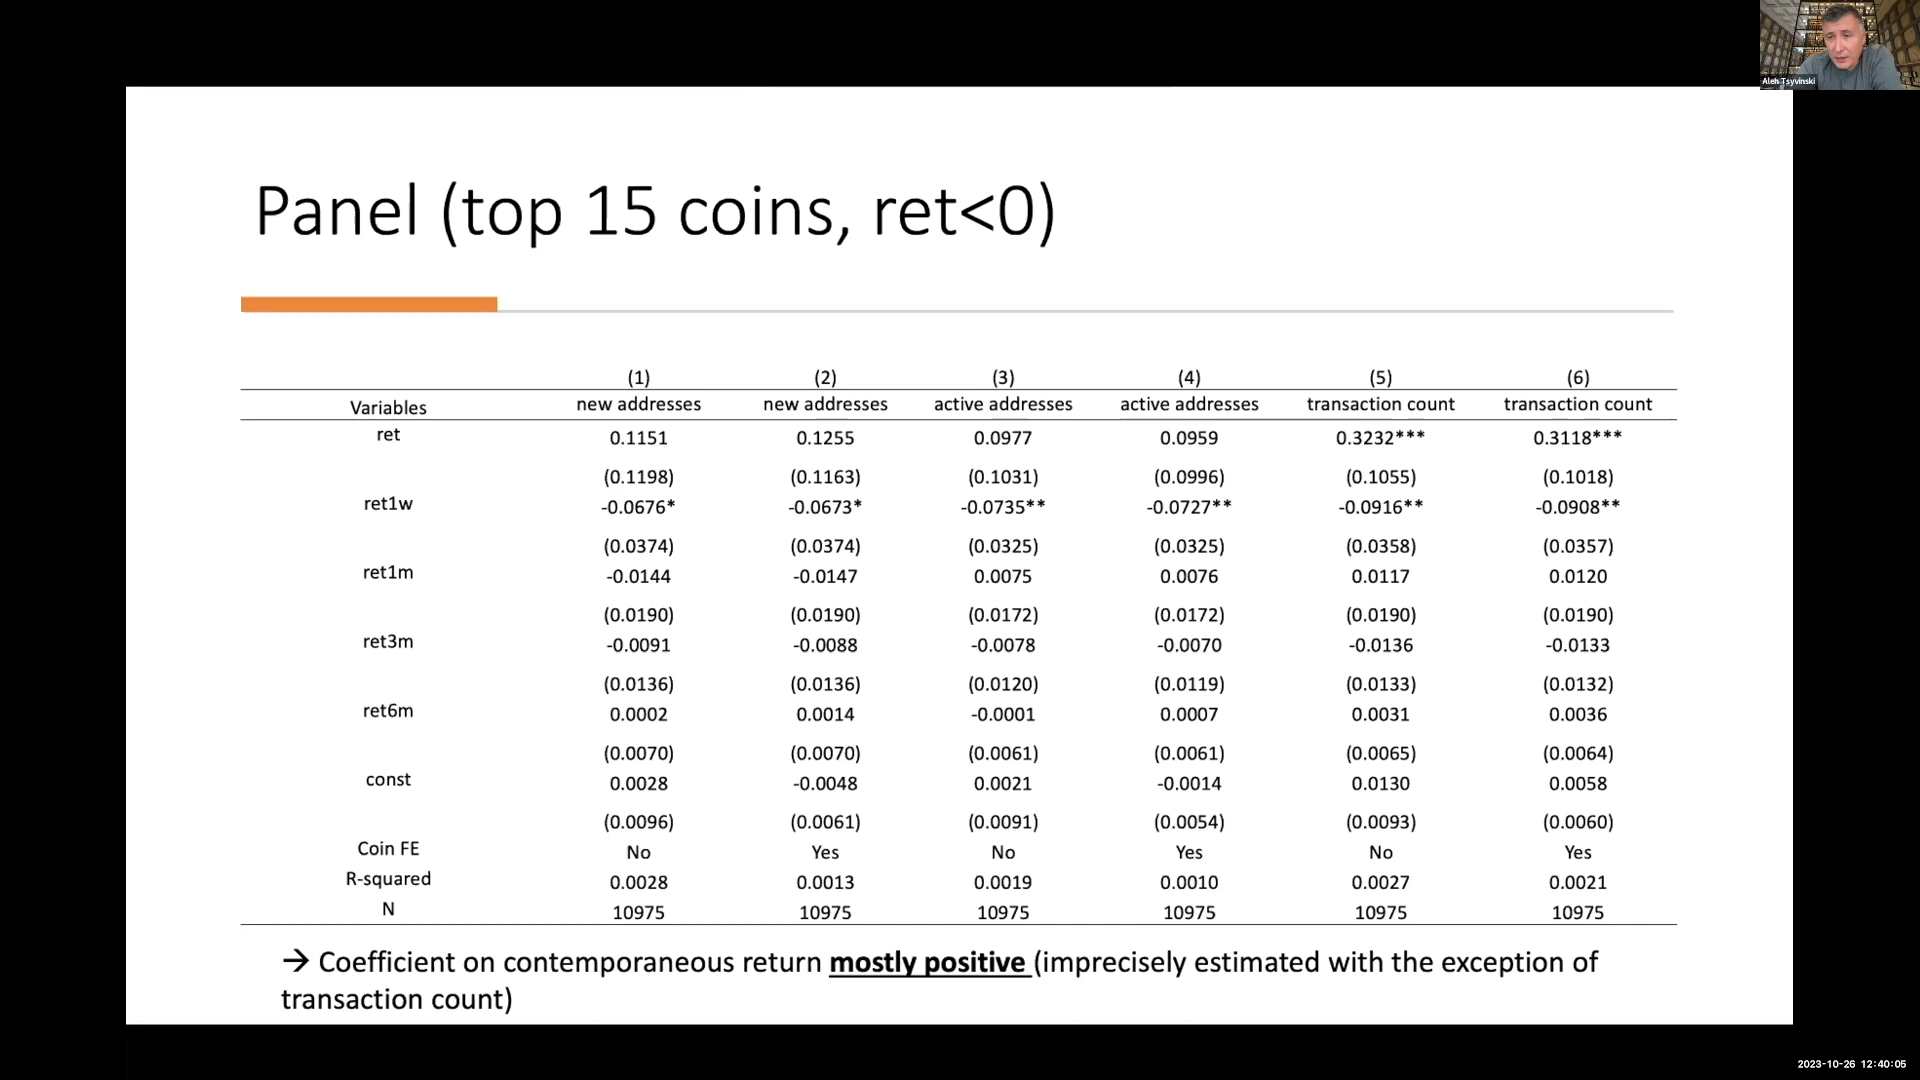 Aleh Tsyvinski
Panel (top 15 coins, ret<0)
(1) (2) (3) (4) (5) (6)
Variables new addresses new addresses active addresses active addresses transaction count transaction count
ret 0.1151 0.1255 0.0977 0.0959 0.3232*** 0.3118***
(0.1198) (0.1163) (0.1031) (0.0996) (0.1055) (0.1018)
ret1w -0.0676* -0.0673* -0.0735** -0.0727** -0.0916** -0.0908**
(0.0374) (0.0374) (0.0325) (0.0325) (0.0358) (0.0357)
ret1m -0.0144 -0.0147 0.0075 0.0076 0.0117 0.0120
(0.0190) (0.0190) (0.0172) (0.0172) (0.0190) (0.0190)
ret3m -0.0091 -0.0088 -0.0078 -0.0070 -0.0136 -0.0133
(0.0136) (0.0136) (0.0120) (0.0119) (0.0133) (0.0132)
ret6m 0.0002 0.0014 -0.0001 0.0007 0.0031 0.0036
(0.0070) (0.0070) (0.0061) (0.0061) (0.0065) (0.0064)
const 0.0028 -0.0048 0.0021 -0.0014 0.0130 0.0058
(0.0096) (0.0061) (0.0091) (0.0054) (0.0093) (0.0060)
Coin FE No Yes No Yes No Yes
R-squared 0.0028 0.0013 0.0019 0.0010 0.0027 0.0021
N 10975 10975 10975 10975 10975 10975
→ Coefficient on contemporaneous return mostly positive (imprecisely estimated with the exception of
transaction count)
2023-10-26 12:40:05